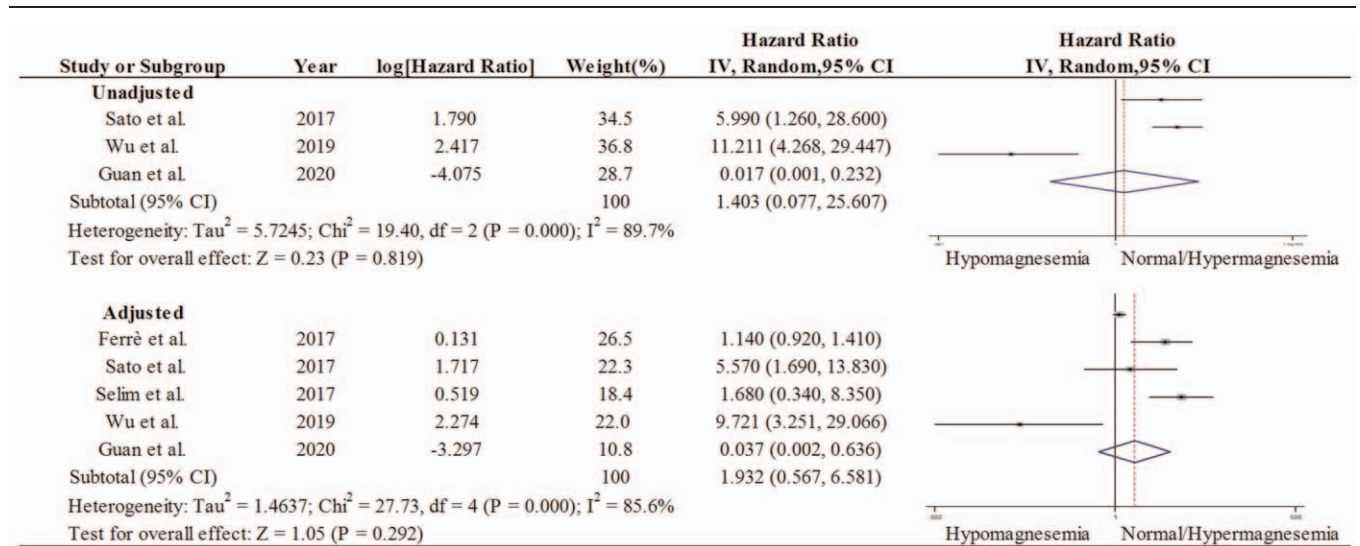 Hazard Ratio Hazard Ratio
Study or Subgroup Year log[Hazard Ratio] Weight(%) IV, Random,95% CI IV, Random,95% CI
Unadjusted
Sato et al. 2017 1.790 34.5 5.990 (1.260, 28.600)
Wu et al. 2019 2.417 36.8 11.211 (4.268, 29.447)
Guan et al. 2020 -4.075 28.7 0.017 (0.001, 0.232)
Subtotal (95% CI) 100 1.403 (0.077, 25.607)
Heterogeneity: Tau² = 5.7245; Chi² = 19.40, df = 2 (P = 0.000); I² = 89.7%
Test for overall effect: Z = 0.23 (P = 0.819) Hypomagnesemia Normal/Hypermagnesemia
Adjusted
Ferrè et al. 2017 0.131 26.5 1.140 (0.920, 1.410)
Sato et al. 2017 1.717 22.3 5.570 (1.690, 13.830)
Selim et al. 2017 0.519 18.4 1.680 (0.340, 8.350)
Wu et al. 2019 2.274 22.0 9.721 (3.251, 29.066)
Guan et al. 2020 -3.297 10.8 0.037 (0.002, 0.636)
Subtotal (95% CI) 100 1.932 (0.567, 6.581)
Heterogeneity: Tau² = 1.4637; Chi² = 27.73, df = 4 (P = 0.000); I² = 85.6%
Test for overall effect: Z = 1.05 (P = 0.292) Hypomagnesemia Normal/Hypermagnesemia